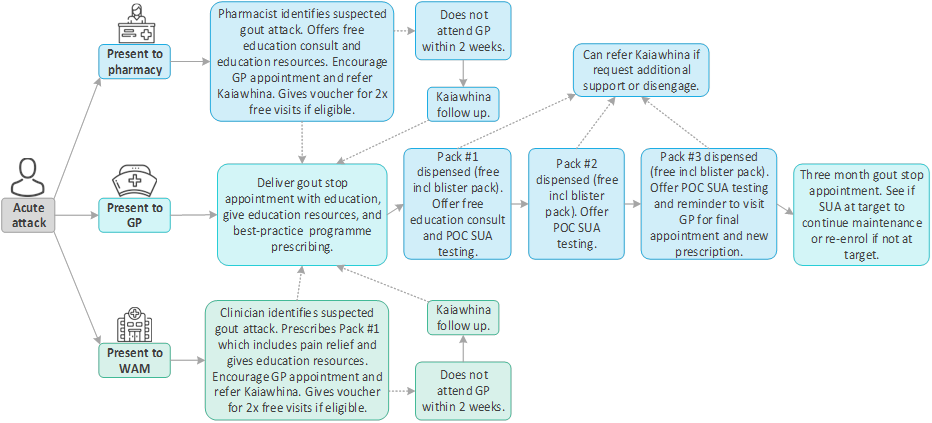 Acute
attack
Present to
pharmacy
Pharmacist identifies suspected
gout attack. Offers free
education consult and
education resources. Encourage
GP appointment and refer
Kaiawhina. Gives voucher for 2x
free visits if eligible.
Does not
attend GP
within 2 weeks.
Kaiawhina
follow up.
Can refer Kaiawhina if
request additional
support or disengage.
Present to
GP
Deliver gout stop
appointment with education,
give education resources, and
best-practice programme
prescribing.
Pack #1
dispensed (free
incl blister pack).
Offer free
education consult
and POC SUA
testing.
Pack #2
dispensed (free
incl blister
pack). Offer
POC SUA
testing.
Pack #3 dispensed
(free incl blister pack).
Offer POC SUA testing
and reminder to visit
GP for final
appointment and new
prescription.
Three month gout stop
appointment. See if
SUA at target to
continue maintenance
or re-enrol if not at
target.
Present to
WAM
Clinician identifies suspected
gout attack. Prescribes Pack #1
which includes pain relief and
gives education resources.
Encourage GP appointment and
refer Kaiawhina. Gives voucher
for 2x free visits if eligible.
Kaiawhina
follow up.
Does not
attend GP
within 2 weeks.